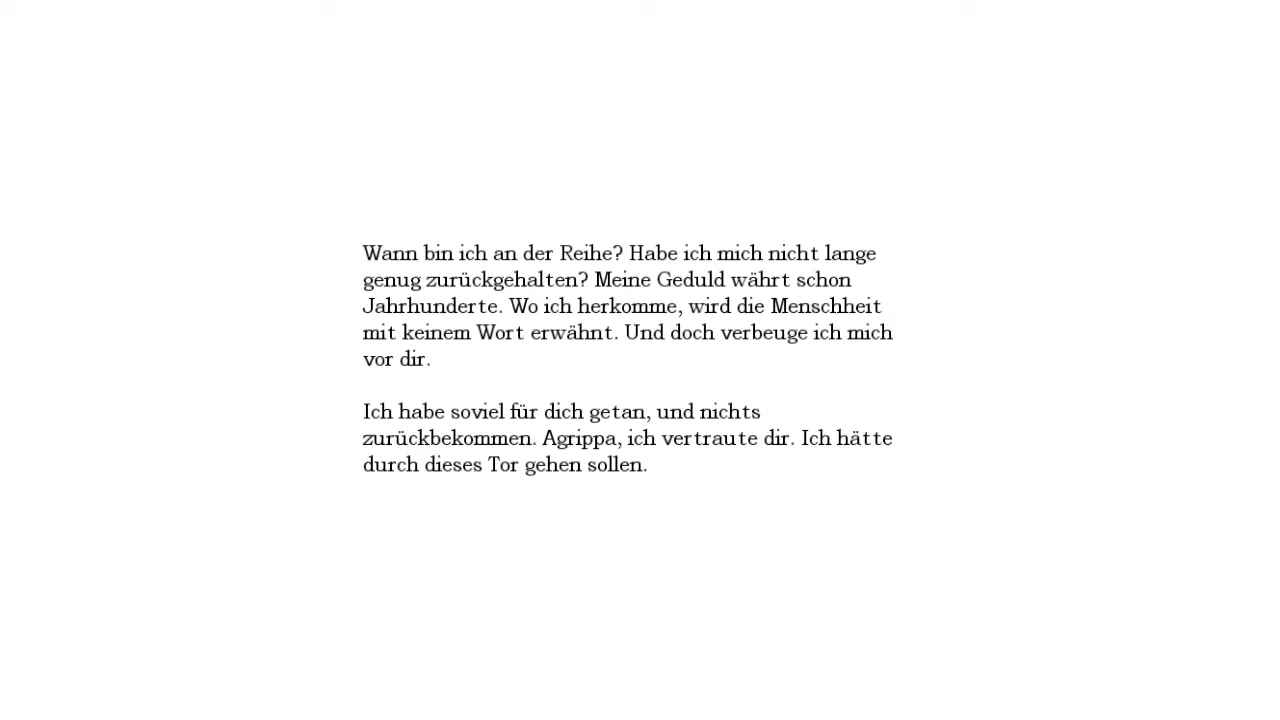 Wann bin ich an der Reihe? Habe ich mich nicht lange
genug zurückgehalten? Meine Geduld währt schon
Jahrhunderte. Wo ich herkomme, wird die Menschheit
mit keinem Wort erwähnt. Und doch verbeuge ich mich
vor dir.
Ich habe soviel für dich getan, und nichts
zurückbekommen. Agrippa, ich vertraute dir. Ich hätte
durch dieses Tor gehen sollen.